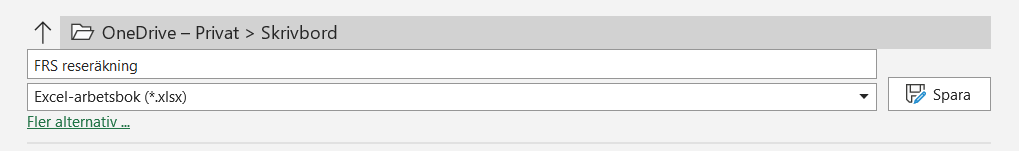 OneDrive – Privat > Skrivbord
FRS reseräkning
Excel-arbetsbok (*.xlsx)
Spara
Fler alternativ ...